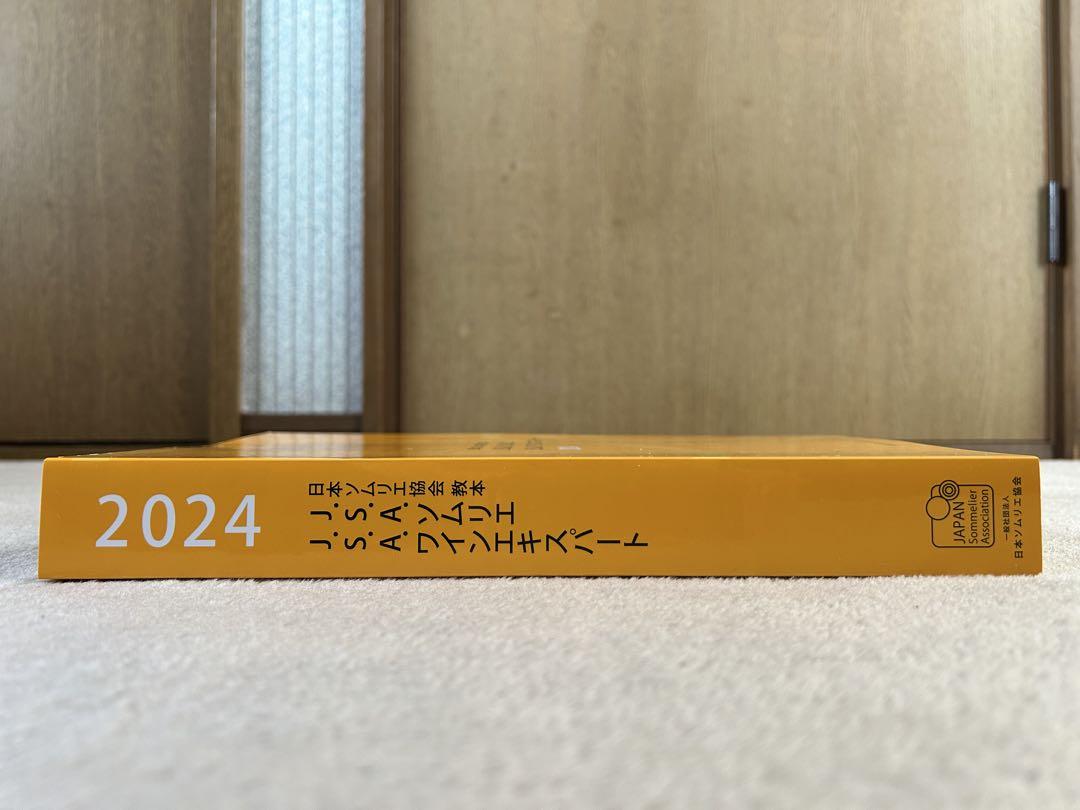 2024
日本ソムリエ協会 教本
J.S.A.ソムリエ
J.S.A.ワインエキスパート
JAPAN
Sommelier
Association
一般社団法人
日本ソムリエ協会